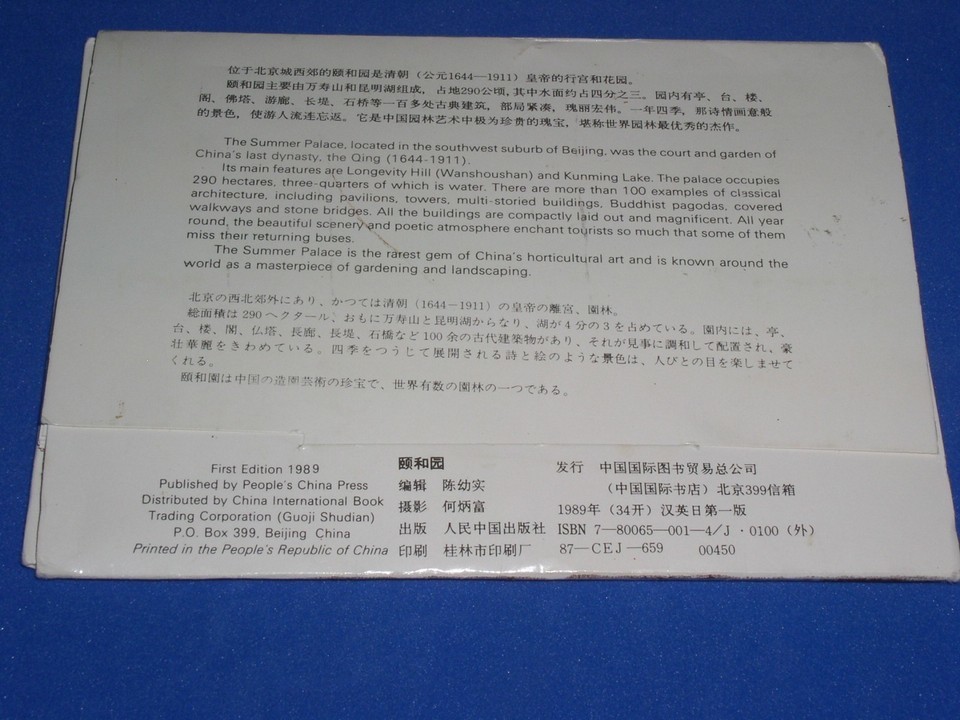 位于北京城西郊的颐和园是清朝（公元1644—1911）皇帝的行宫和花园。
颐和园主要由万寿山和昆明湖组成，占地290公顷，其中水面约占四分之三。园内有亭、台、楼、
阁、佛塔、游廊、长堤，石桥等一百多处古典建筑，部局紧凑，瑰丽宏伟。一年四季，那诗情画意般
的景色，使游人流连忘返。它是中国园林艺术中极为珍贵的瑰宝，堪称世界园林最优秀的杰作。
The Summer Palace, located in the southwest suburb of Beijing, was the court and garden of
China's last dynasty, the Qing (1644-1911).
Its main features are Longevity Hill (Wanshoushan) and Kunming Lake. The palace occupies
290 hectares, three-quarters of which is water. There are more than 100 examples of classical
architecture, including pavilions, towers, multi-storied buildings, Buddhist pagodas, covered
walkways and stone bridges. All the buildings are compactly laid out and magnificent. All year
round, the beautiful scenery and poetic atmosphere enchant tourists so much that some of them
miss their returning buses.
The Summer Palace is the rarest gem of China's horticultural art and is known around the
world as a masterpiece of gardening and landscaping.
北京の西北郊外にあり、かつては清朝（1644－1911）の皇帝の離宮、園林。
総面積は290ヘクタール、おもに万寿山と昆明湖からなり、湖が4分の3を占めている。園内には、亭、
台、楼、閣、仏塔、長廊、長堤、石橋など100余の古代建築物があり、それが見事に調和して配置され、豪
壮華麗をきわめている。四季をつうじて展開される詩と絵のような景色は、人びとの目を楽しませて
くれる。
頤和園は中国の造園芸術の珍宝で、世界有数の園林の一つである。
First Edition 1989
Published by People's China Press
Distributed by China International Book
Trading Corporation (Guoji Shudian)
P.O. Box 399, Beijing China
Printed in the People's Republic of China
颐和园
编辑 陈幼实
摄影 何炳富
出版 人民中国出版社
印刷 桂林市印刷厂
发行 中国国际图书贸易总公司
（中国国际书店）北京399信箱
1989年（34开）汉英日第一版
ISBN 7—80065—001—4/J·0100（外）
87—CEJ—659 00450